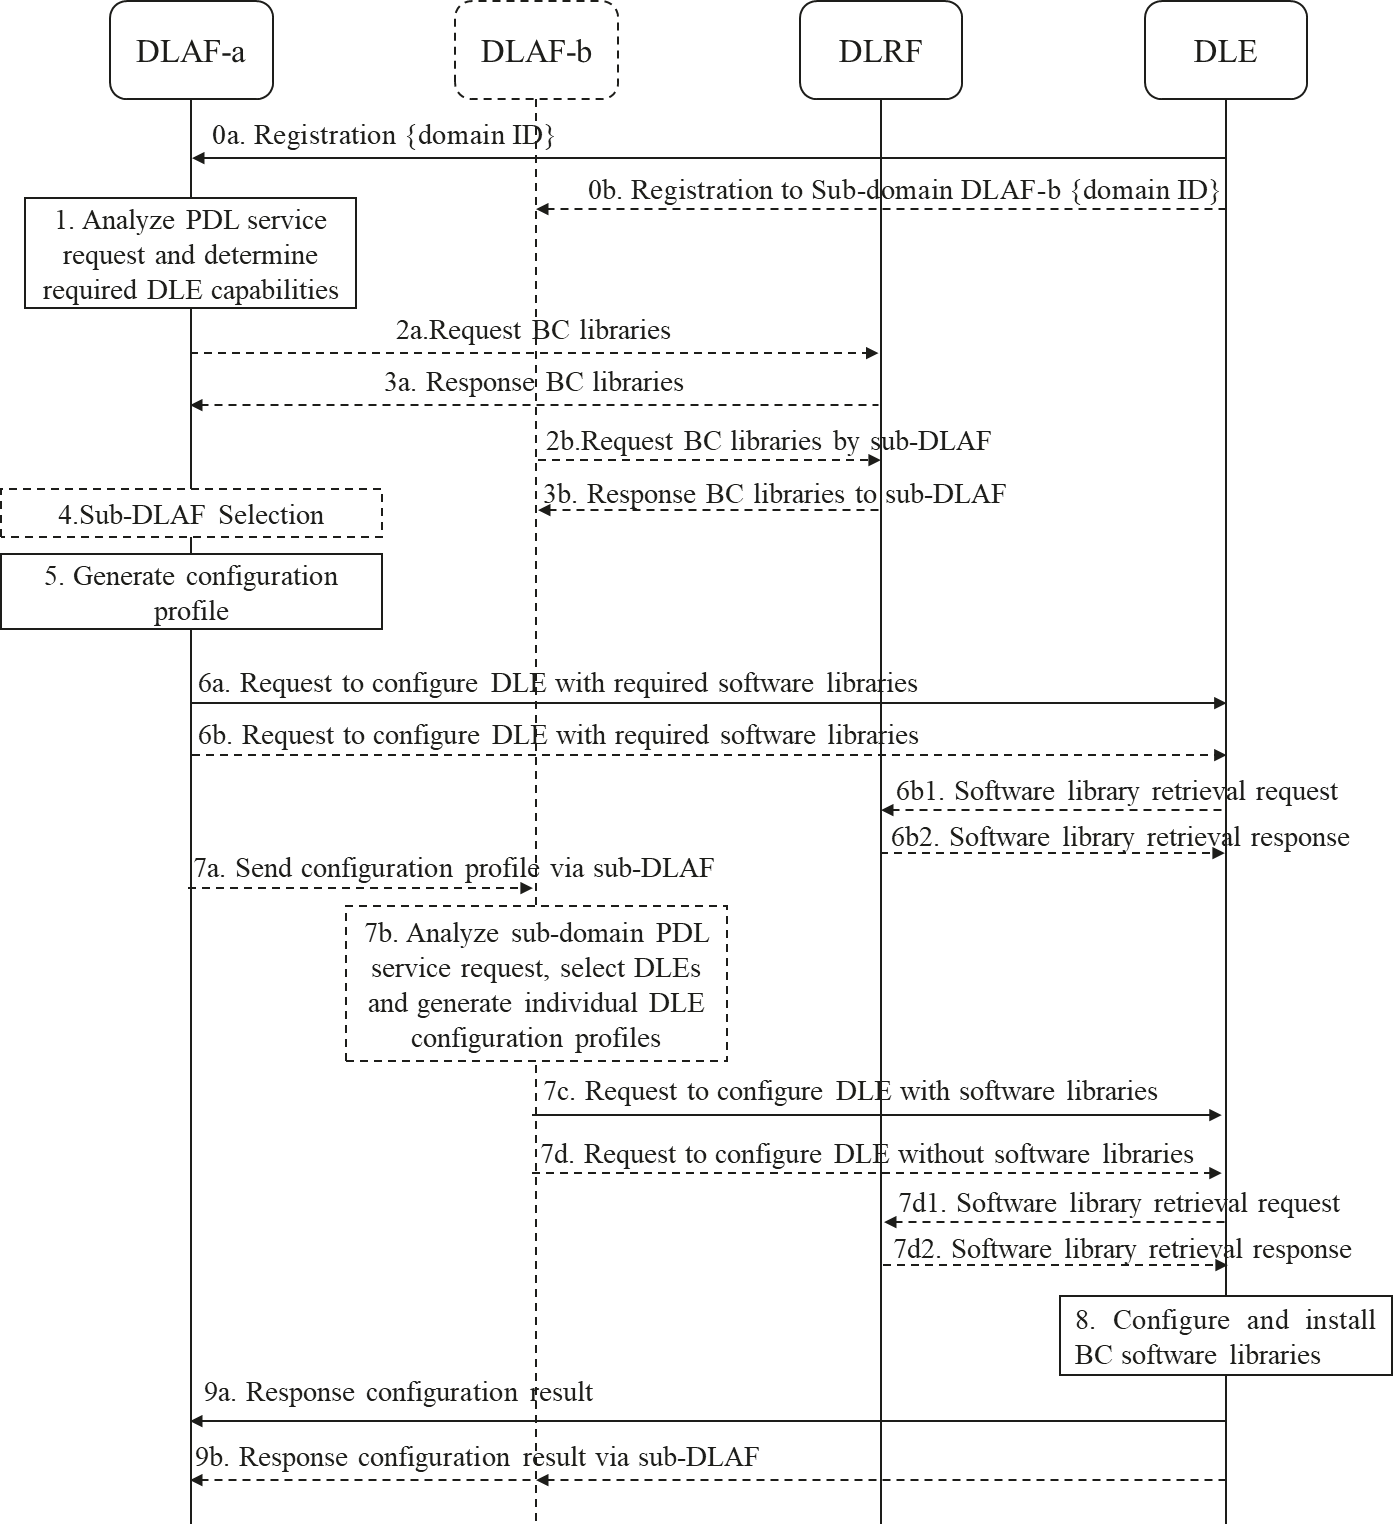 DLAF-a
DLAF-b
DLRF
DLE
0a. Registration {domain ID}
0b. Registration to Sub-domain DLAF-b {domain ID}
1. Analyze PDL service
request and determine
required DLE capabilities
2a.Request BC libraries
3a. Response BC libraries
2b.Request BC libraries by sub-DLAF
3b. Response BC libraries to sub-DLAF
4.Sub-DLAF Selection
5. Generate configuration
profile
6a. Request to configure DLE with required software libraries
6b. Request to configure DLE with required software libraries
6b1. Software library retrieval request
6b2. Software library retrieval response
7a. Send configuration profile via sub-DLAF
7b. Analyze sub-domain PDL
service request, select DLEs
and generate individual DLE
configuration profiles
7c. Request to configure DLE with software libraries
7d. Request to configure DLE without software libraries
7d1. Software library retrieval request
7d2. Software library retrieval response
8. Configure and install
BC software libraries
9a. Response configuration result
9b. Response configuration result via sub-DLAF